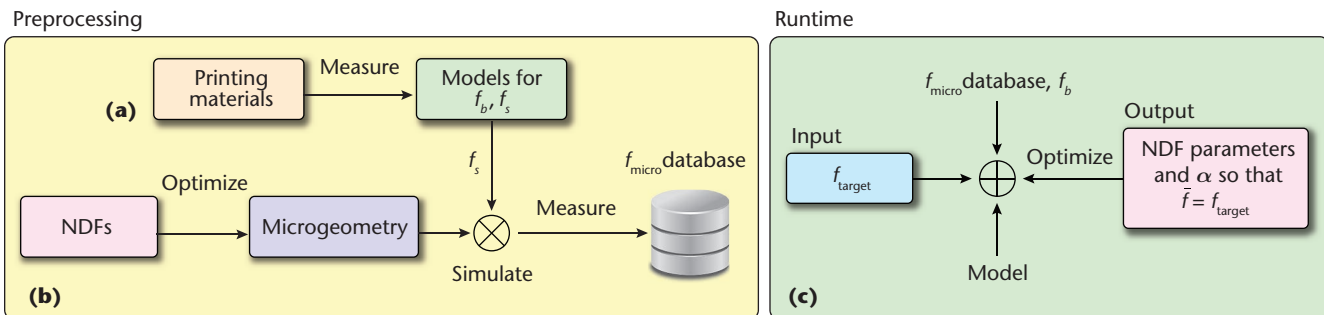 Preprocessing
(a)
Printing
materials
Measure
Models for
f_b, f_s
f_s
f_micro database
NDFs
Optimize
Microgeometry
Simulate
Measure
(b)
Runtime
f_micro database, f_b
Input
f_target
Optimize
Output
NDF parameters
and α so that
f̄ = f_target
Model
(c)